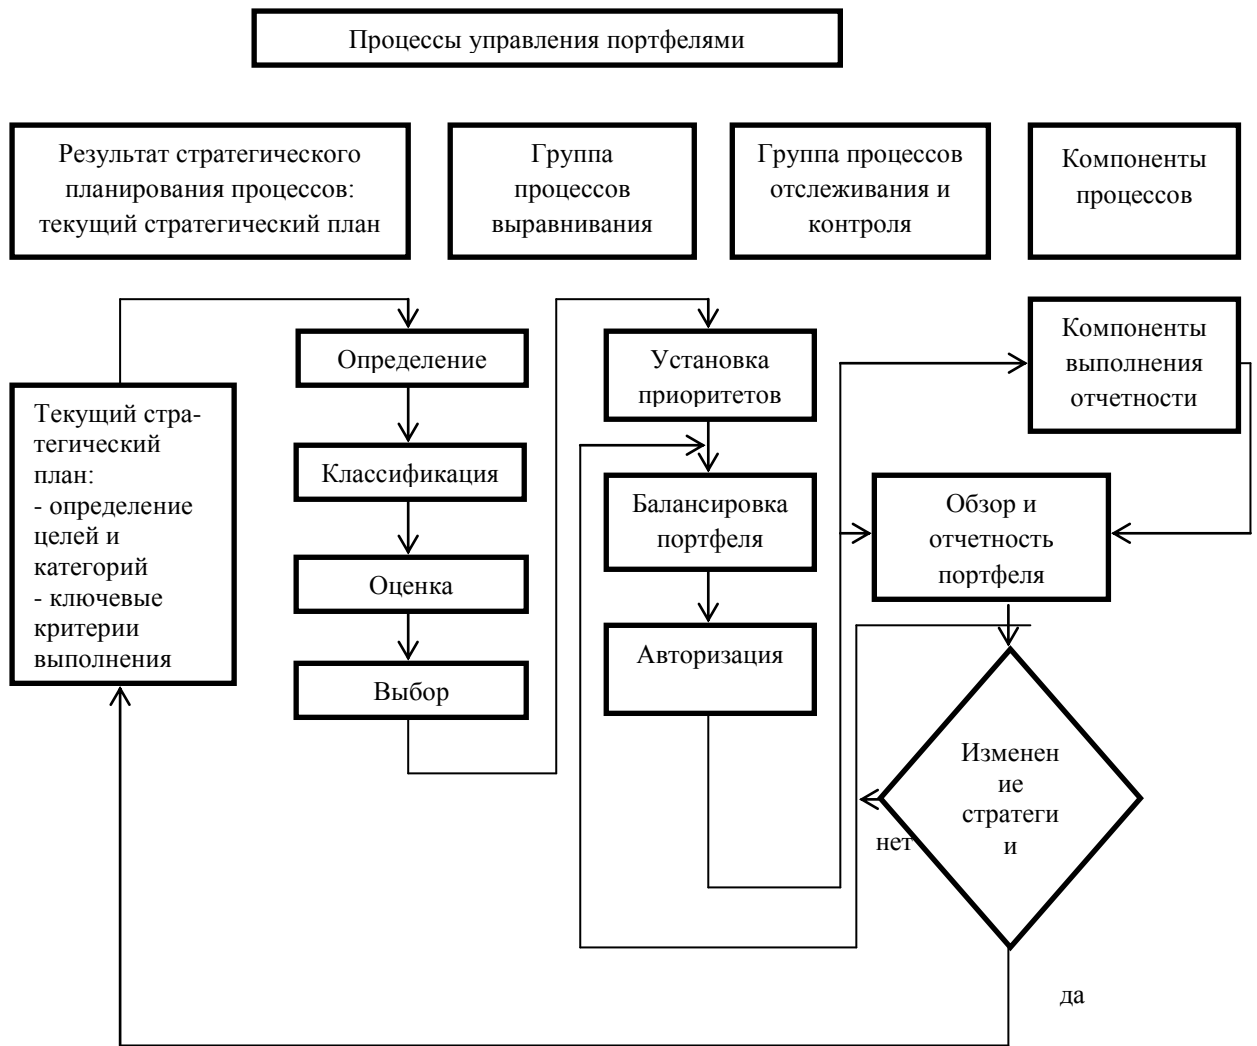 Процессы управления портфелями
Результат стратегического
планирования процессов:
текущий стратегический план
Группа
процессов
выравнивания
Группа процессов
отслеживания и
контроля
Компоненты
процессов
Текущий стра-
тегический
план:
- определение
целей и
категорий
- ключевые
критерии
выполнения
Определение
Классификация
Оценка
Выбор
Установка
приоритетов
Балансировка
портфеля
Авторизация
Компоненты
выполнения
отчетности
Обзор и
отчетность
портфеля
Изменен
ие
стратеги
и
нет
да